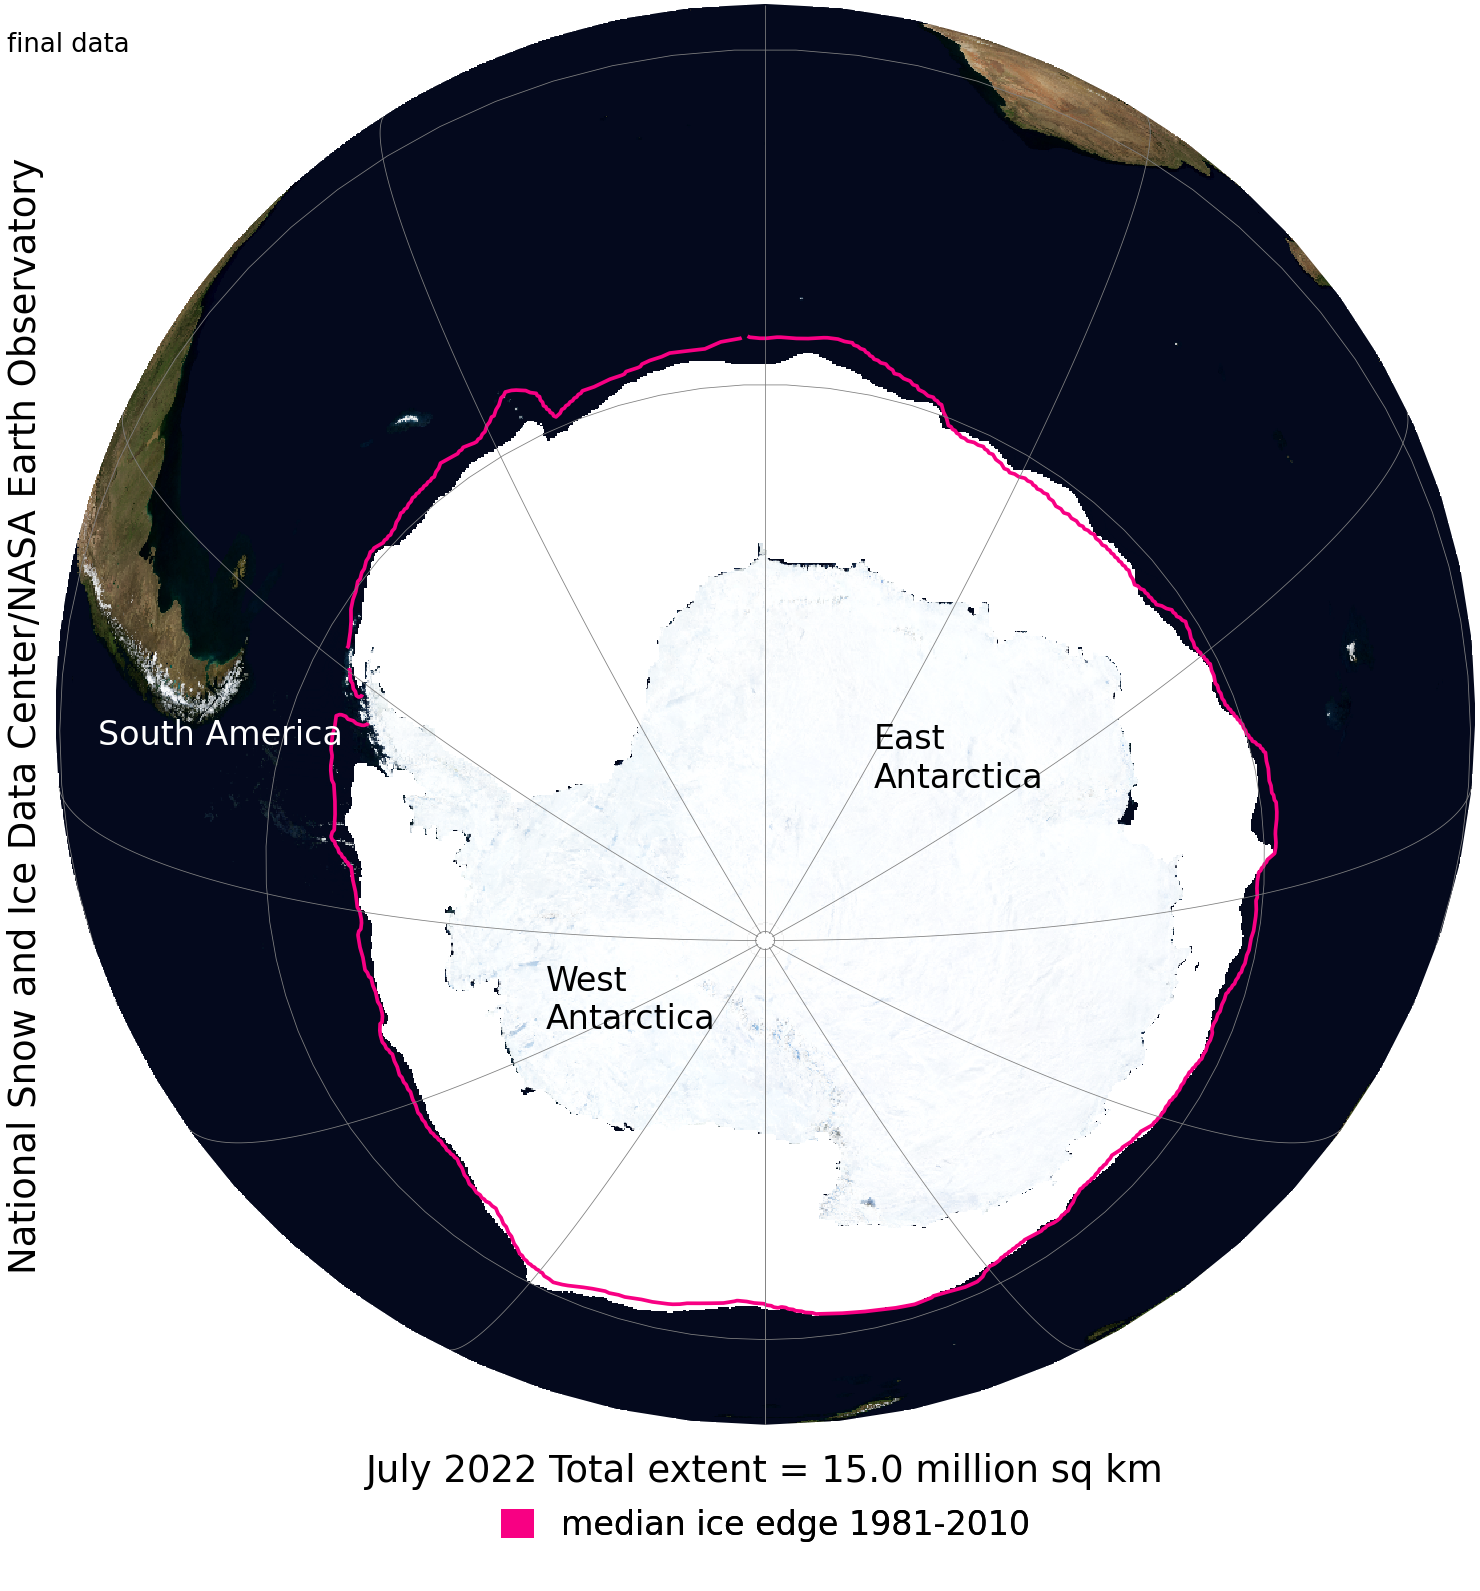 final data
National Snow and Ice Data Center/NASA Earth Observatory
South America
East
Antarctica
West
Antarctica
July 2022 Total extent = 15.0 million sq km
median ice edge 1981-2010